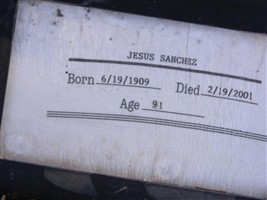 JESUS SANCHEZ
Born 6/19/1909 Died 2/19/2001
Age 91